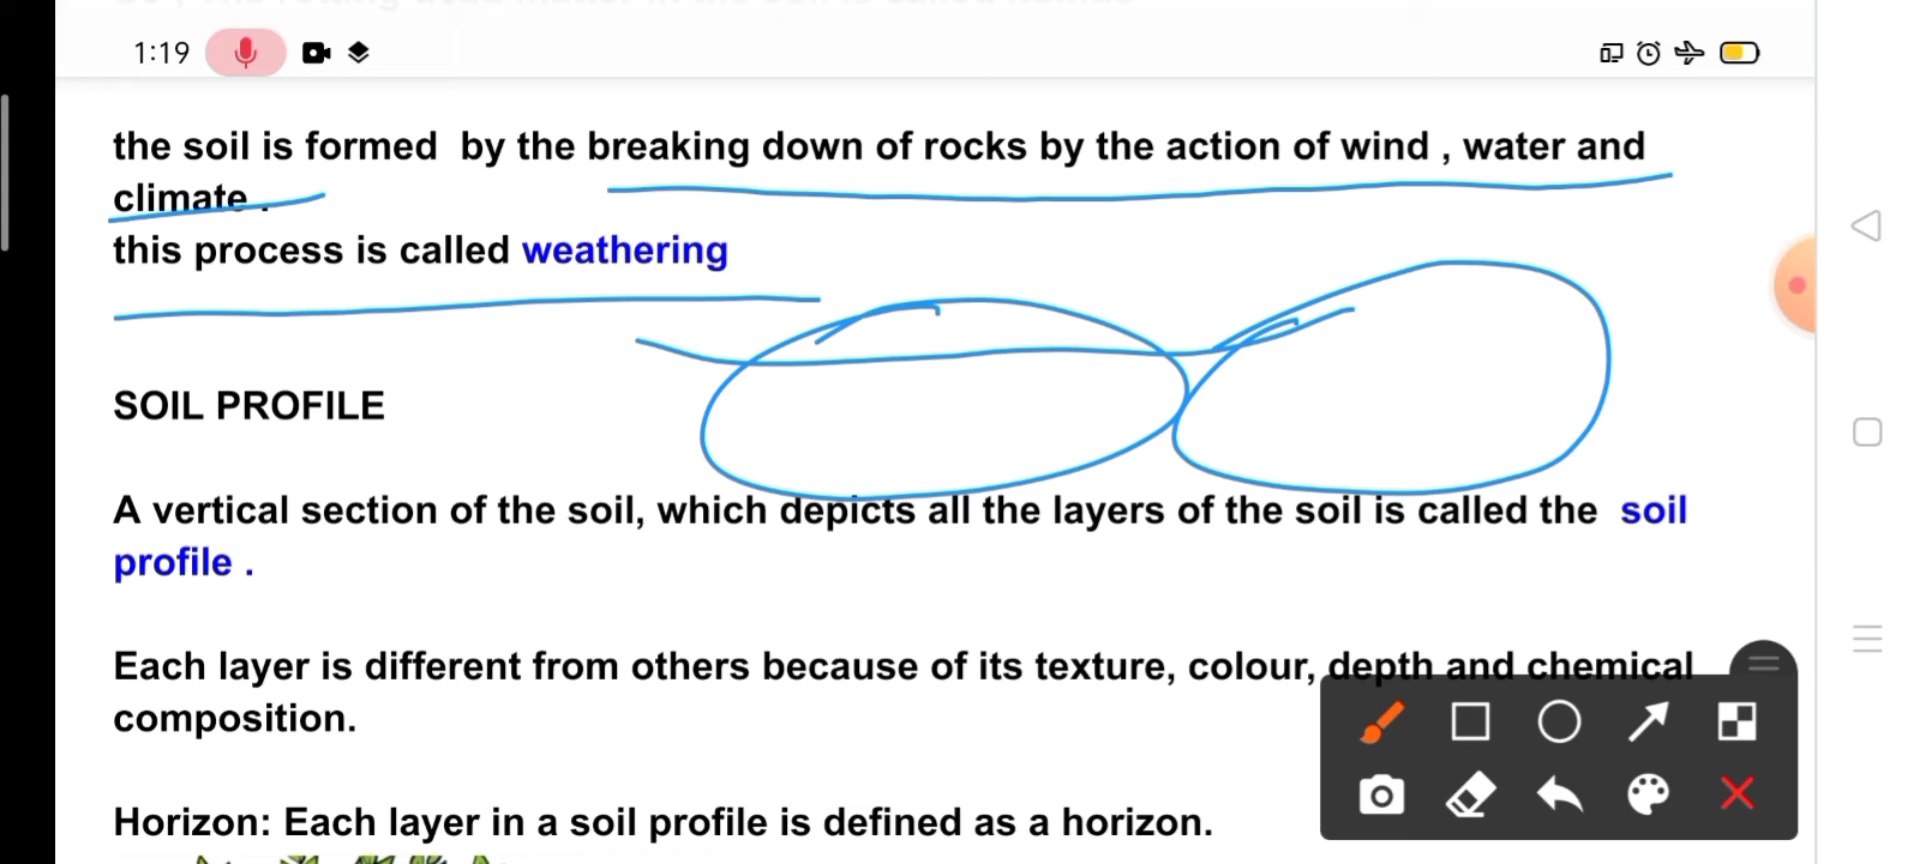 1:19
the soil is formed by the breaking down of rocks by the action of wind , water and
climate .
this process is called weathering
SOIL PROFILE
A vertical section of the soil, which depicts all the layers of the soil is called the soil
profile .
Each layer is different from others because of its texture, colour, depth and chemical
composition.
Horizon: Each layer in a soil profile is defined as a horizon.